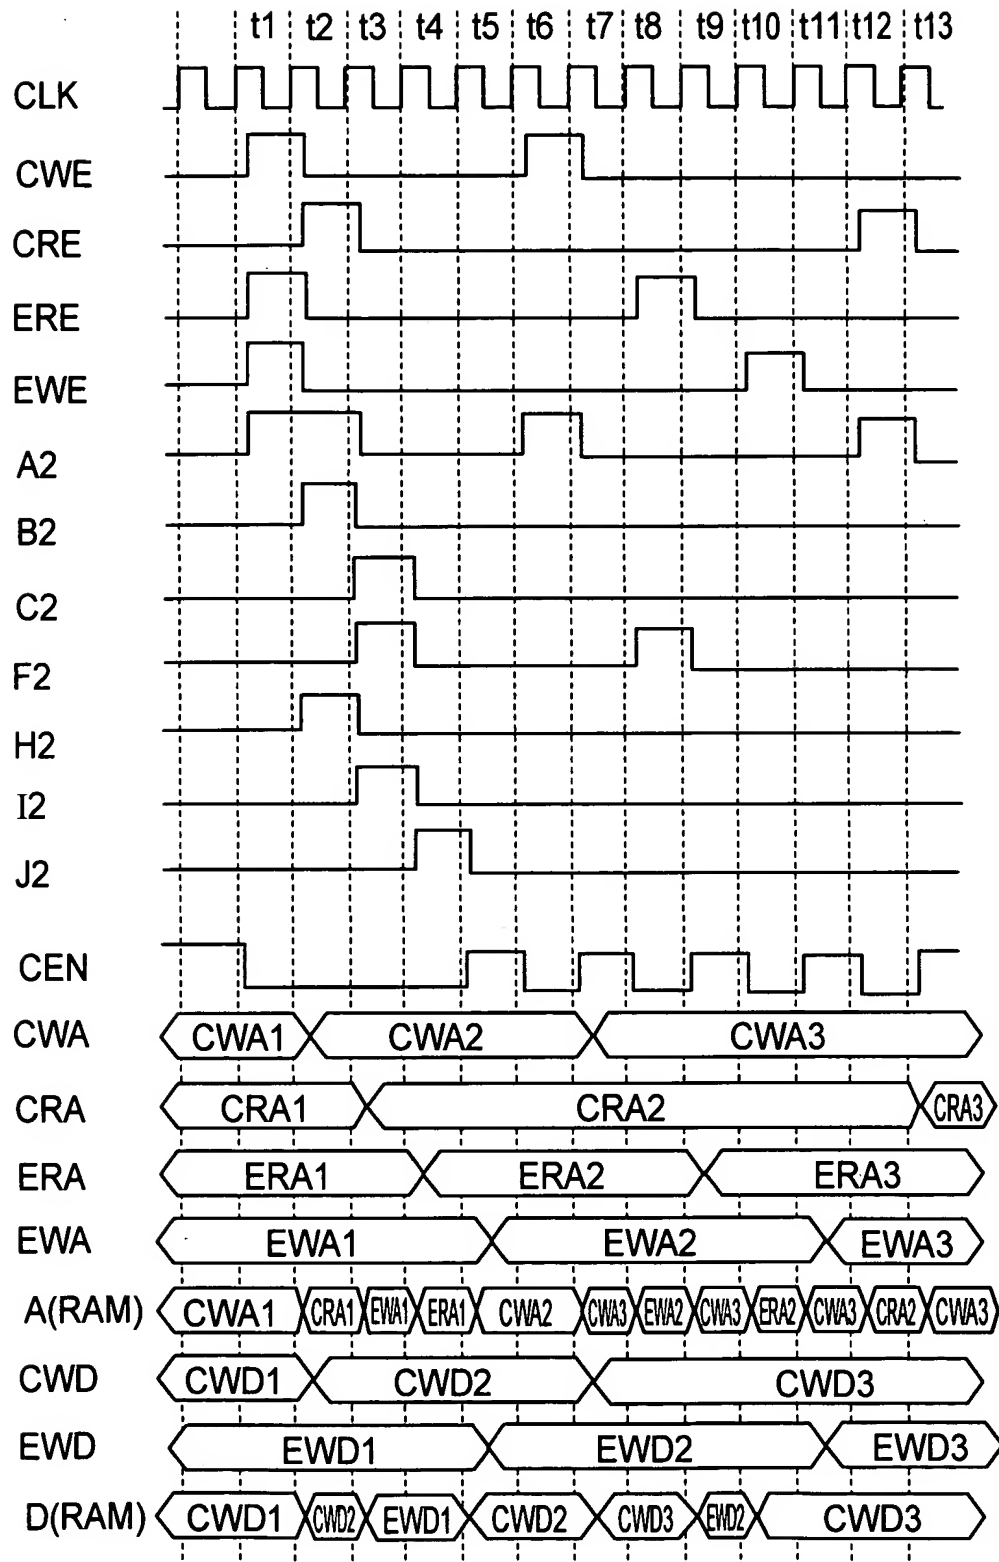 t1 t2 t3 t4 t5 t6 t7 t8 t9 t10 t11 t12 t13
CLK
CWE
CRE
ERE
EWE
A2
B2
C2
F2
H2
I2
J2
CEN
CWA CWA1 CWA2 CWA3
CRA CRA1 CRA2 CRA3
ERA ERA1 ERA2 ERA3
EWA EWA1 EWA2 EWA3
A(RAM) CWA1 CRA1 EWA1 ERA1 CWA2 CWA3 EWA2 CWA3 ERA2 CWA3 CRA2 CWA3
CWD CWD1 CWD2 CWD3
EWD EWD1 EWD2 EWD3
D(RAM) CWD1 CWD2 EWD1 CWD2 CWD3 EWD2 CWD3